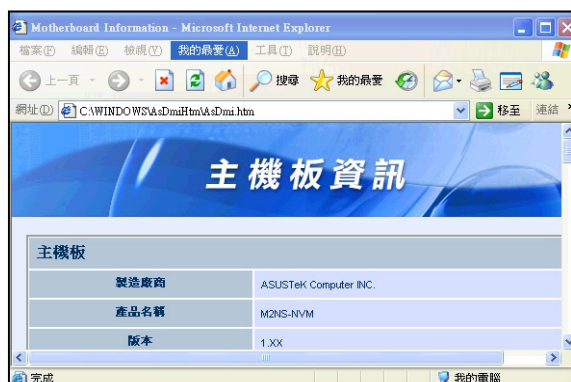 Motherboard Information - Microsoft Internet Explorer
檔案(F) 編輯(E) 檢視(V) 我的最愛(A) 工具(T) 說明(H)
上一頁 搜尋 我的最愛
網址(D) C:\WINDOWS\AsDmiHtm\AsDmi.htm 移至 連結
主機板資訊
主機板
製造廠商 ASUSTeK Computer INC.
產品名稱 M2NS-NVM
版本 1.XX
完成 我的電腦